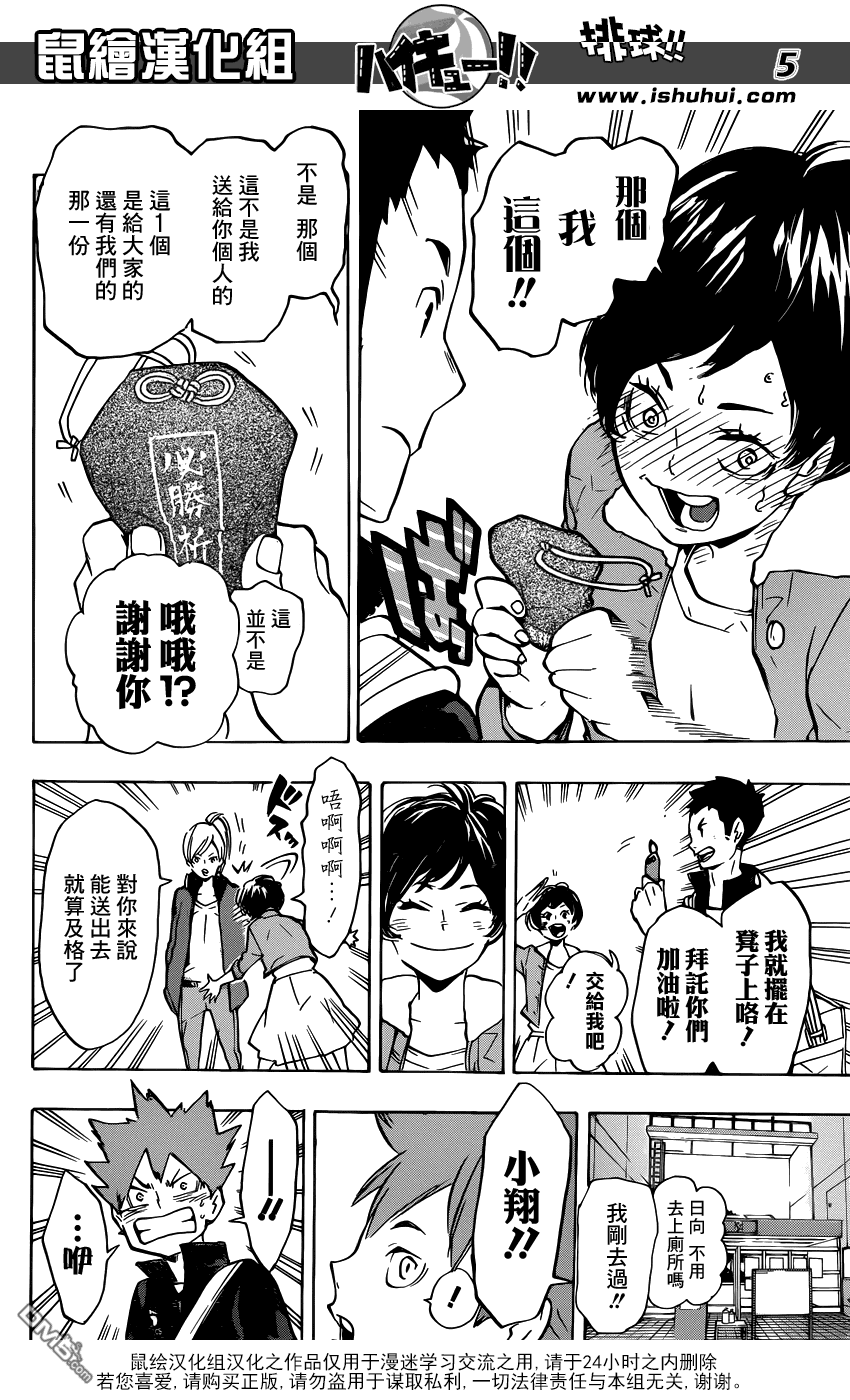 鼠繪漢化組
ハイキュー!!
排球!!
5
www.ishuhui.com
那個
我
這個!!
ば
不是 那個
這不是我
送給你個人的
這1個
是給大家的
還有我們的
那一份
必勝祈
這
並不是
哦哦!?
謝謝你
我就擺在
凳子上咯!
拜託你們
加油啦!
交給我吧
!
唔啊啊啊…!
ドスッ
對你來說
能送出去
就算及格了
日向 不用
去上廁所嗎
我剛去過!!
小翔!!
!
——!!
…咿
鼠绘汉化组汉化之作品仅用于漫迷学习交流之用, 请于24小时之内删除
若您喜爱, 请购买正版, 请勿盗用于谋取私利, 一切法律责任与本组无关, 谢谢。